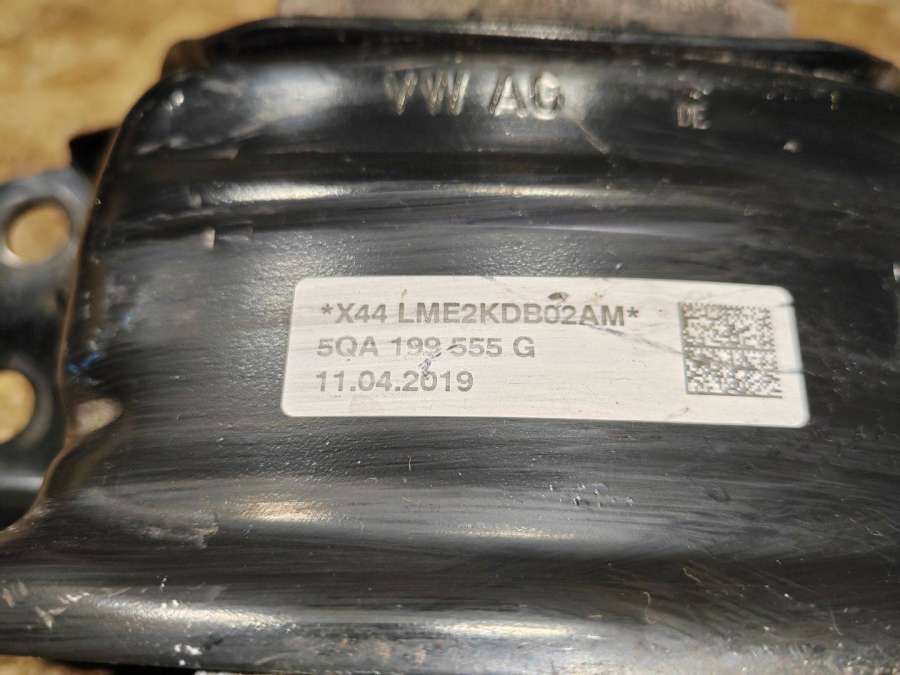 VW AG
DE
*X44 LME2KDB02AM*
5QA 199 555 G
11.04.2019